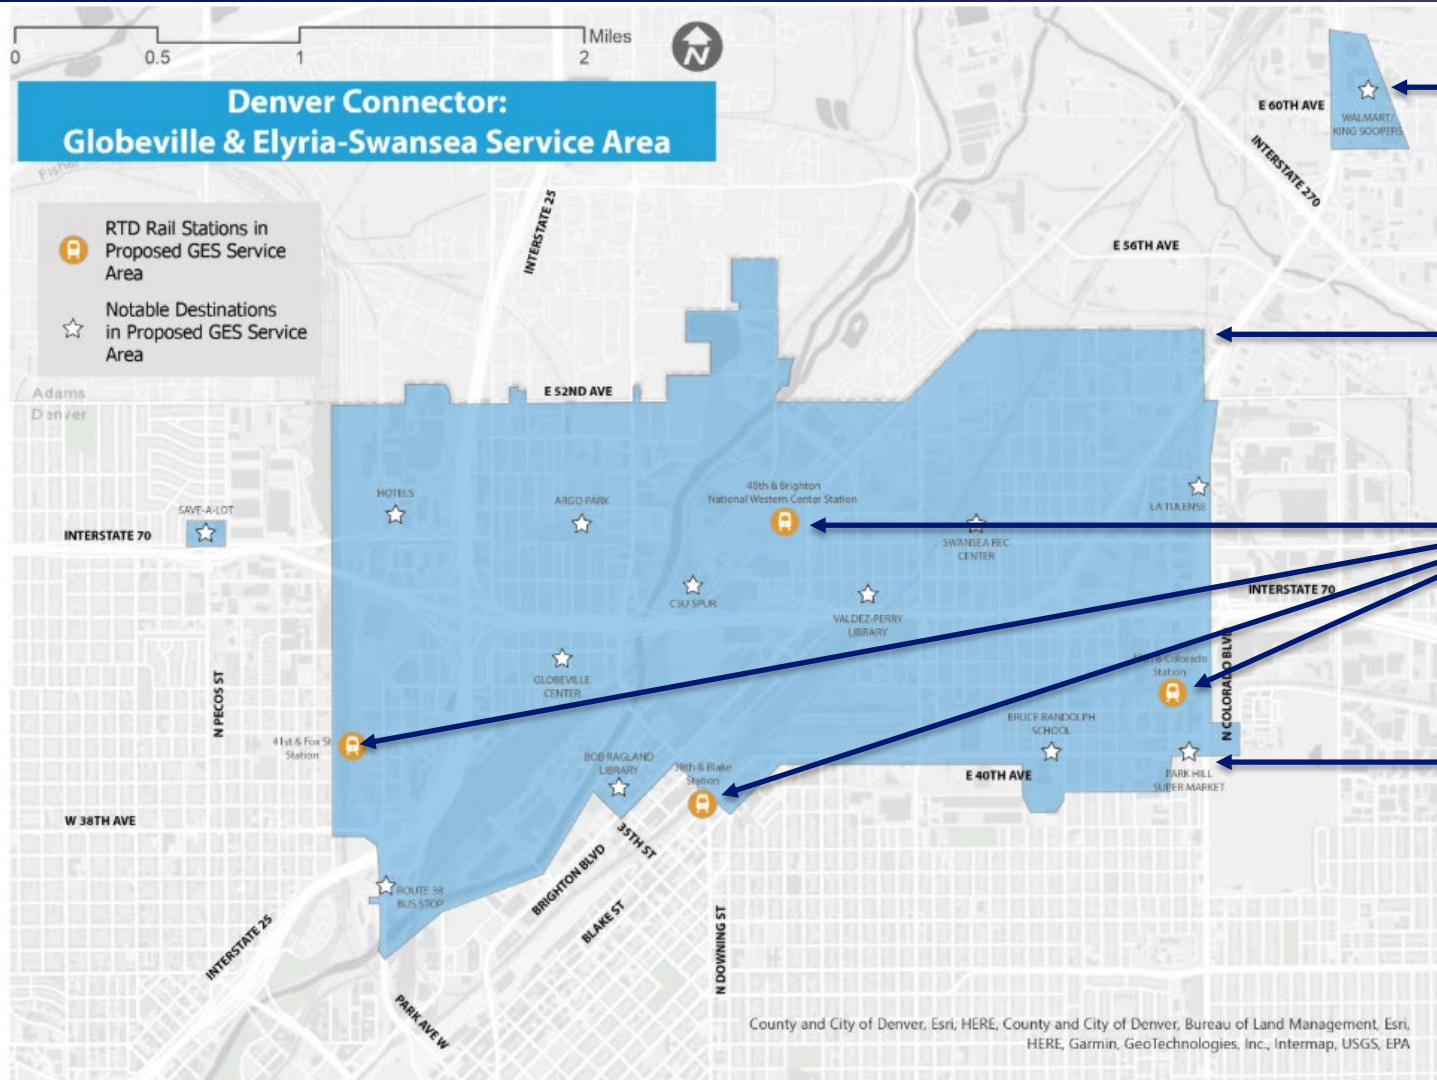 Miles
0
0.5
1
2
N
Denver Connector:
Globeville & Elyria-Swansea Service Area
RTD Rail Stations in
Proposed GES Service
Area
Notable Destinations
in Proposed GES Service
Area
Adams
Denver
E 60TH AVE
WALMART/
KING SOOPERS
INTERSTATE 270
INTERSTATE 25
E 56TH AVE
E 52ND AVE
HOTELS
ARGO PARK
48th & Brighton
National Western Center Station
LA TULENSE
SAVE-A-LOT
INTERSTATE 70
SWANSEA REC
CENTER
CSU SPUR
VALDEZ-PERRY
LIBRARY
INTERSTATE 70
GLOBEVILLE
CENTER
N PECOS ST
& Colorado
Station
N COLORADO BLVD
BRUCE RANDOLPH
SCHOOL
41st & Fox St
Station
BOB RAGLAND
LIBRARY
38th & Blake
Station
E 40TH AVE
PARK HILL
SUPER MARKET
W 38TH AVE
35TH ST
BRIGHTON BLVD
BLAKE ST
ROUTE 38
BUS STOP
INTERSTATE 25
N DOWNING ST
PARK AVE W
County and City of Denver, Esri, HERE, County and City of Denver, Bureau of Land Management, Esri,
HERE, Garmin, GeoTechnologies, Inc., Intermap, USGS, EPA